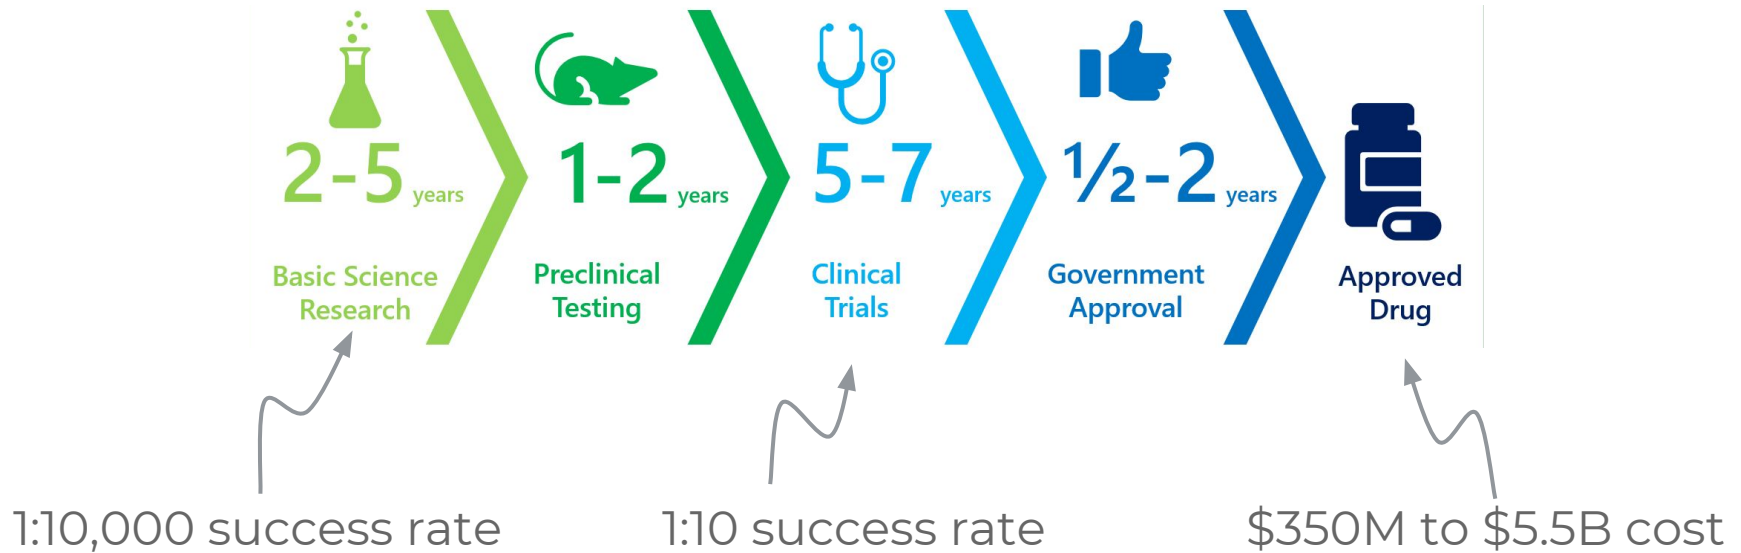 2-5 years
Basic Science
Research
1-2 years
Preclinical
Testing
5-7 years
Clinical
Trials
½-2 years
Government
Approval
Approved
Drug
1:10,000 success rate
1:10 success rate
$350M to $5.5B cost